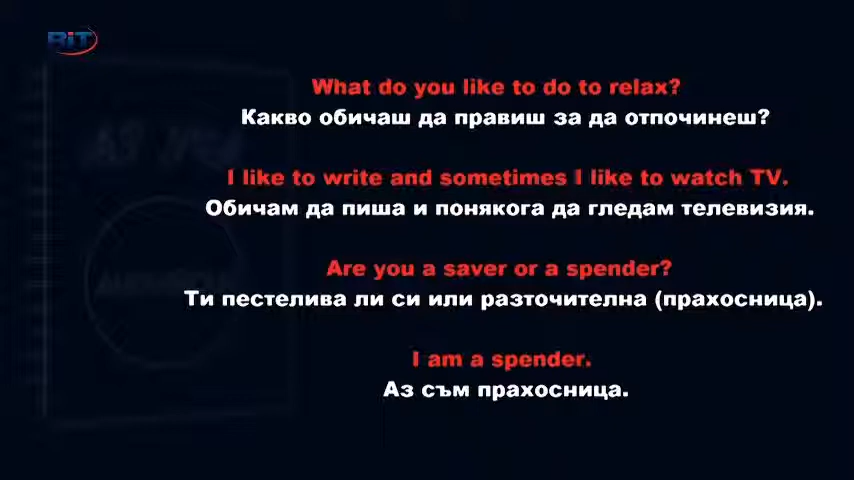 RiT
What do you like to do to relax?
Какво обичаш да правиш за да отпочинеш?
I like to write and sometimes I like to watch TV.
Обичам да пиша и понякога да гледам телевизия.
Are you a saver or a spender?
Ти пестелива ли си или разточителна (прахосница).
I am a spender.
Аз съм прахосница.